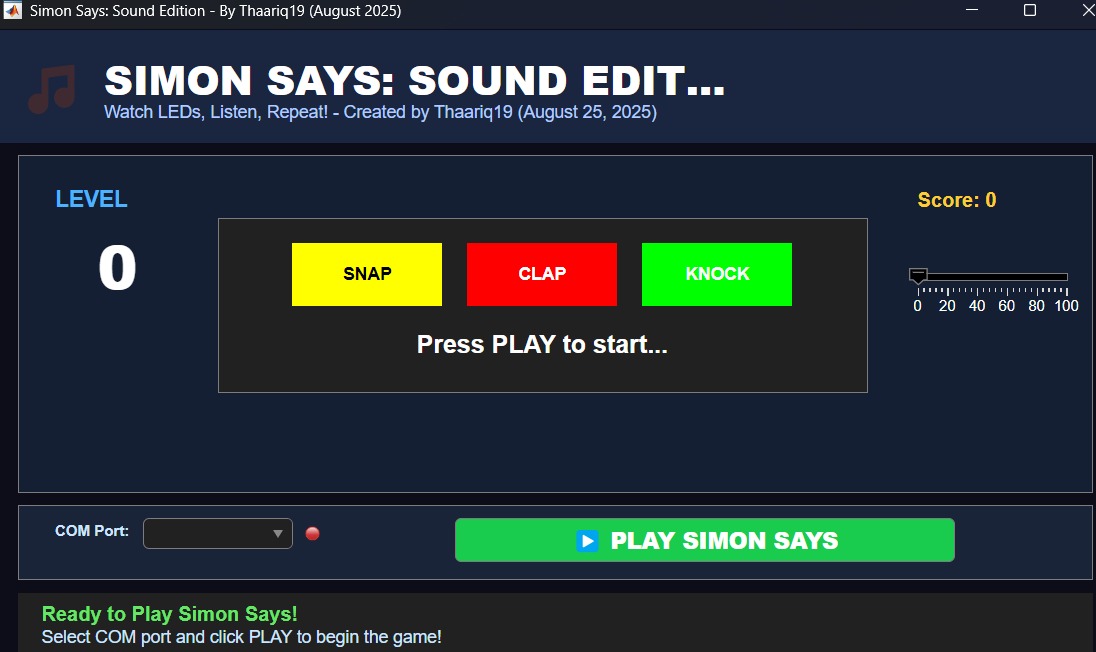 Simon Says: Sound Edition - By Thaariq19 (August 2025)
SIMON SAYS: SOUND EDIT...
Watch LEDs, Listen, Repeat! - Created by Thaariq19 (August 25, 2025)
LEVEL
0
Score: 0
SNAP CLAP KNOCK
Press PLAY to start...
0 20 40 60 80 100
COM Port:
PLAY SIMON SAYS
Ready to Play Simon Says!
Select COM port and click PLAY to begin the game!